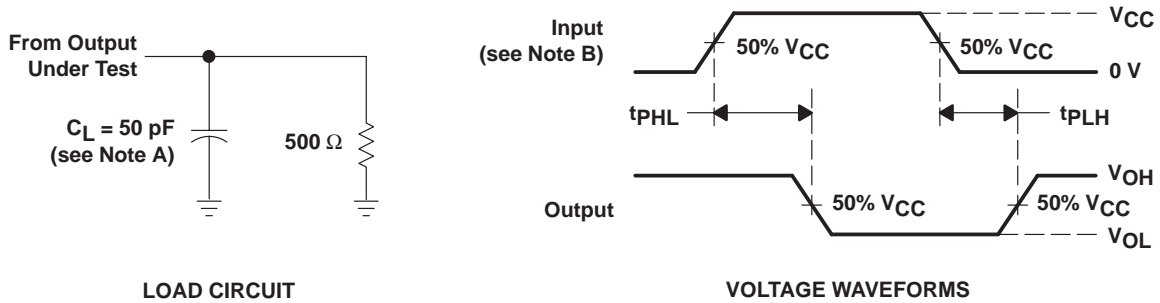 From Output
Under Test
CL = 50 pF
(see Note A)
500 Ω
LOAD CIRCUIT
Input
(see Note B)
50% VCC
50% VCC
VCC
0 V
tPHL
tPLH
Output
50% VCC
50% VCC
VOH
VOL
VOLTAGE WAVEFORMS